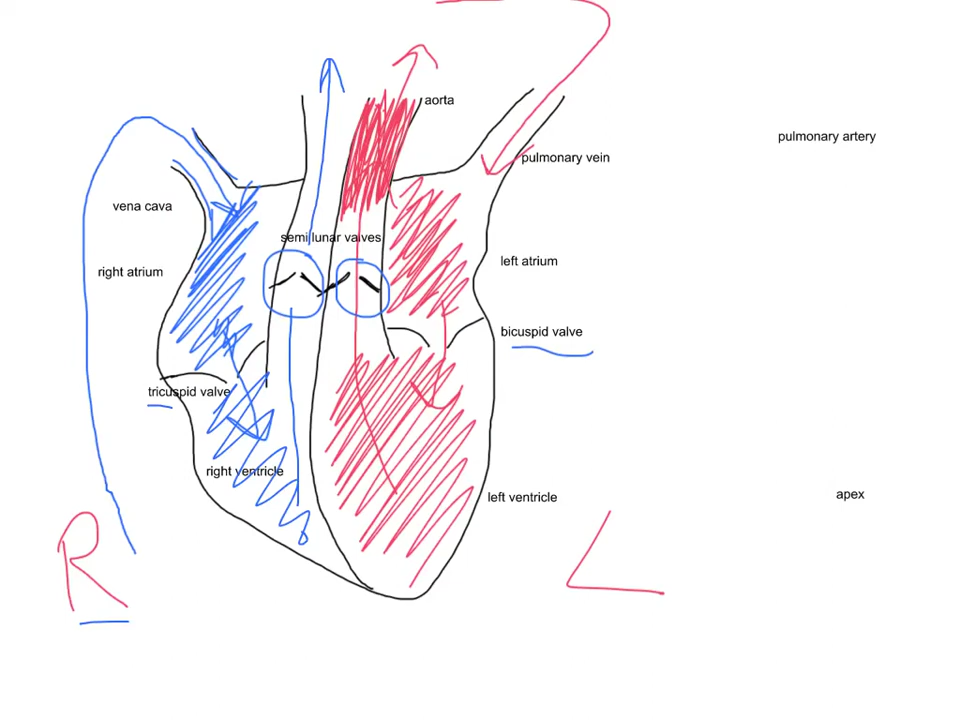 aorta
pulmonary artery
pulmonary vein
vena cava
semi lunar valves
right atrium
left atrium
bicuspid valve
tricuspid valve
right ventricle
left ventricle
apex
R
L